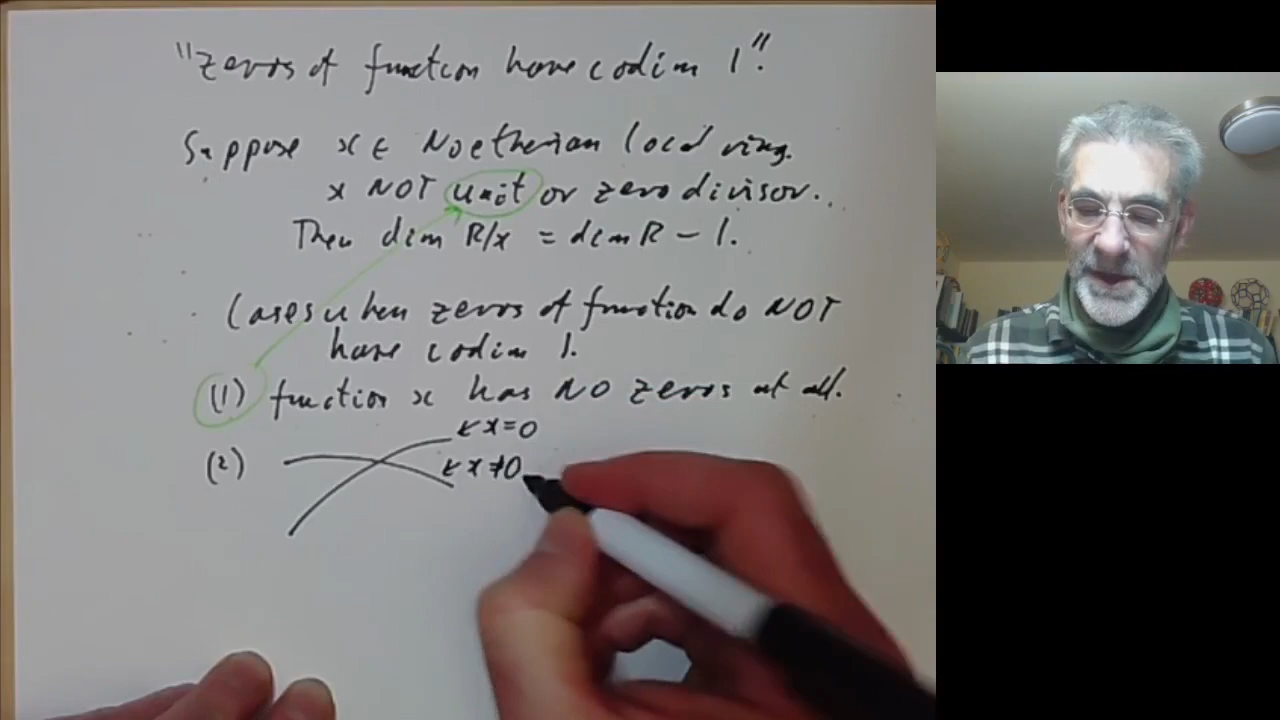 "Zeros of function have codim 1".
Suppose x ∈ Noetherian local ring.
x NOT unit or zero divisor.
Then dim R/x = dim R - 1.
Cases when zeros of function do NOT
have codim 1.
(1) function x has NO zeros at all.
← x=0
(2) ← x≠0